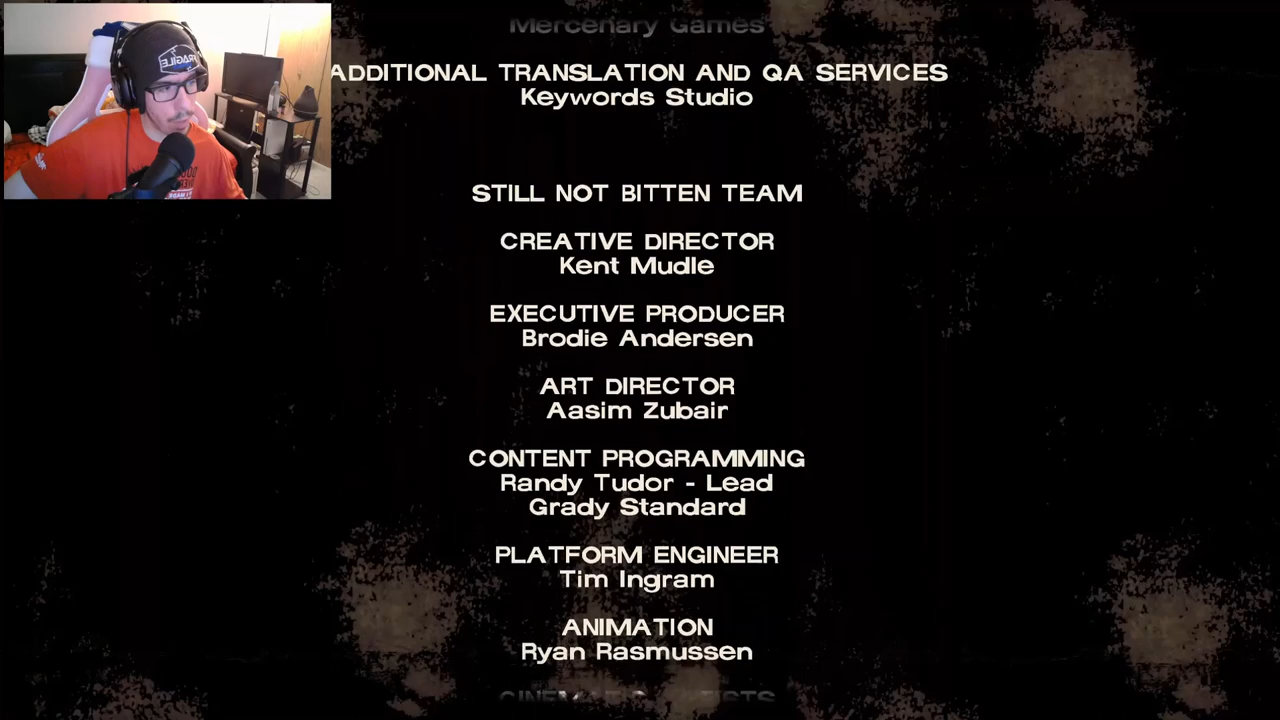 Mercenary Games
ADDITIONAL TRANSLATION AND QA SERVICES
Keywords Studio
FRAGILE
STILL NOT BITTEN TEAM
CREATIVE DIRECTOR
Kent Mudle
EXECUTIVE PRODUCER
Brodie Andersen
ART DIRECTOR
Aasim Zubair
CONTENT PROGRAMMING
Randy Tudor - Lead
Grady Standard
PLATFORM ENGINEER
Tim Ingram
ANIMATION
Ryan Rasmussen